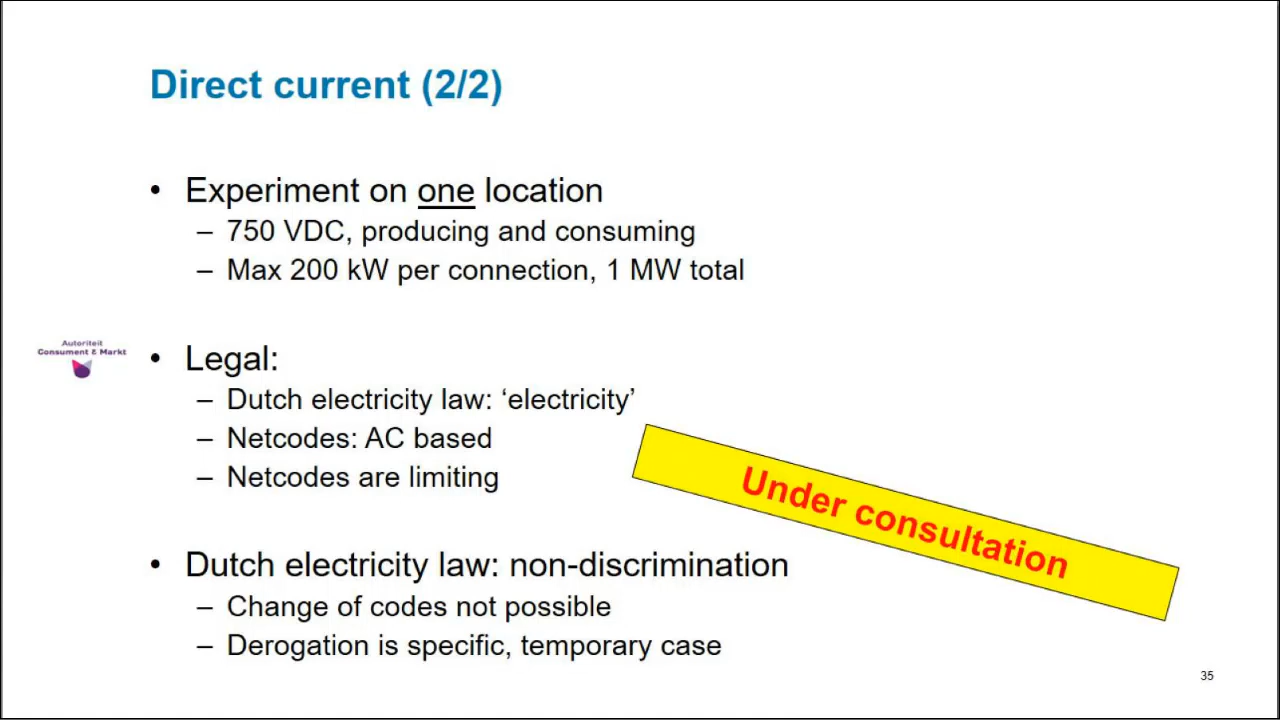 Direct current (2/2)
• Experiment on one location
– 750 VDC, producing and consuming
– Max 200 kW per connection, 1 MW total
Autoriteit
Consument & Markt
• Legal:
– Dutch electricity law: ‘electricity’
– Netcodes: AC based
– Netcodes are limiting
Under consultation
• Dutch electricity law: non-discrimination
– Change of codes not possible
– Derogation is specific, temporary case
35